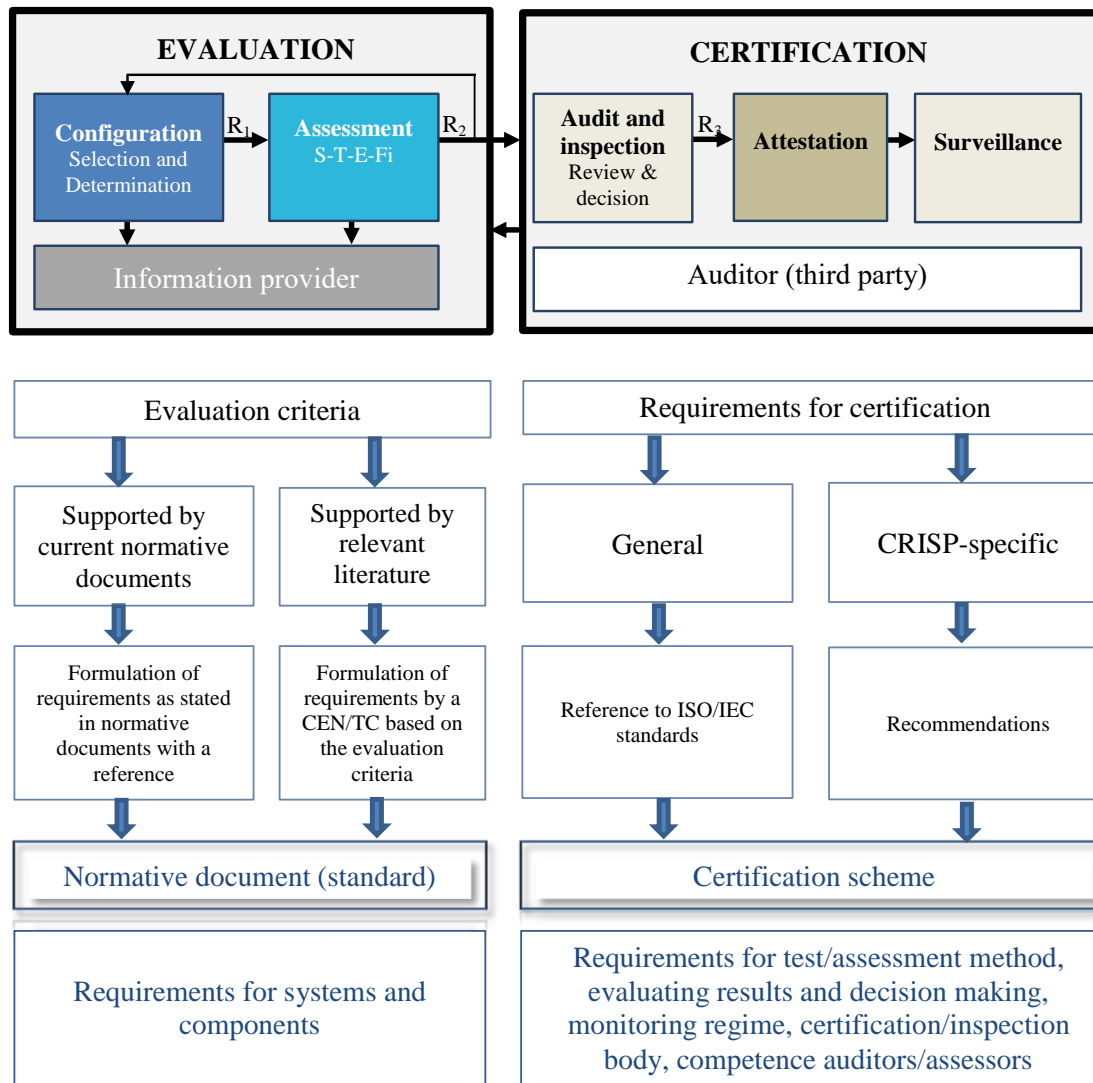 EVALUATION
Configuration
Selection and
Determination
R1
Assessment
S-T-E-Fi
R2
Information provider
CERTIFICATION
Audit and
inspection
Review &
decision
R3
Attestation
Surveillance
Auditor (third party)
Evaluation criteria
Supported by
current normative
documents
Supported by
relevant
literature
Formulation of
requirements as stated
in normative
documents with a
reference
Formulation of
requirements by a
CEN/TC based on
the evaluation
criteria
Normative document (standard)
Requirements for systems and
components
Requirements for certification
General
CRISP-specific
Reference to ISO/IEC
standards
Recommendations
Certification scheme
Requirements for test/assessment method,
evaluating results and decision making,
monitoring regime, certification/inspection
body, competence auditors/assessors